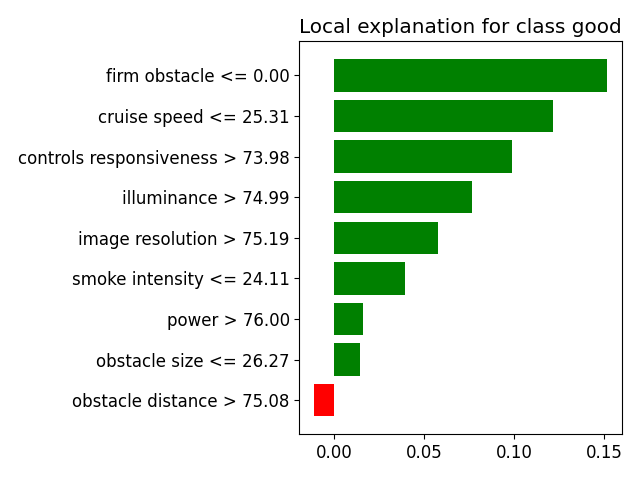 Local explanation for class good
firm obstacle <= 0.00
cruise speed <= 25.31
controls responsiveness > 73.98
illuminance > 74.99
image resolution > 75.19
smoke intensity <= 24.11
power > 76.00
obstacle size <= 26.27
obstacle distance > 75.08
0.00 0.05 0.10 0.15